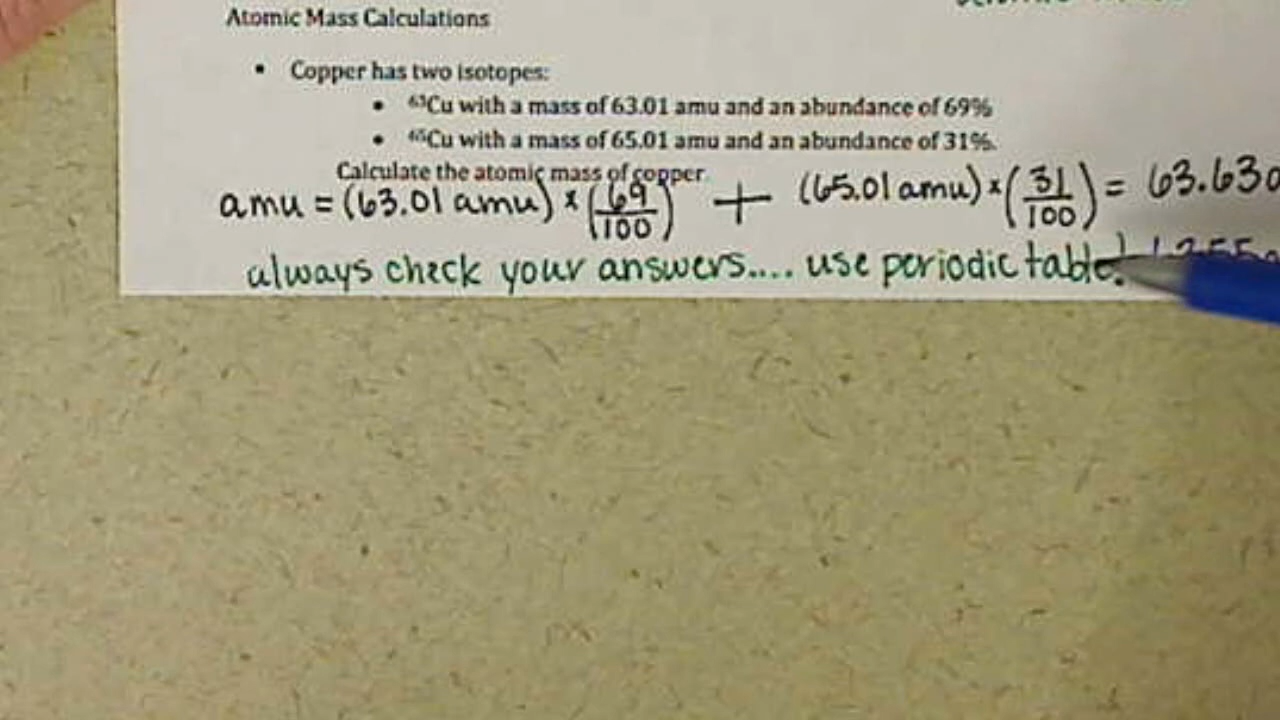 Atomic Mass Calculations
• Copper has two isotopes:
• ⁶³Cu with a mass of 63.01 amu and an abundance of 69%
• ⁶⁵Cu with a mass of 65.01 amu and an abundance of 31%.
Calculate the atomic mass of copper
amu = (63.01 amu) × (69/100) + (65.01 amu) × (31/100) = 63.630
always check your answers.... use periodic table!